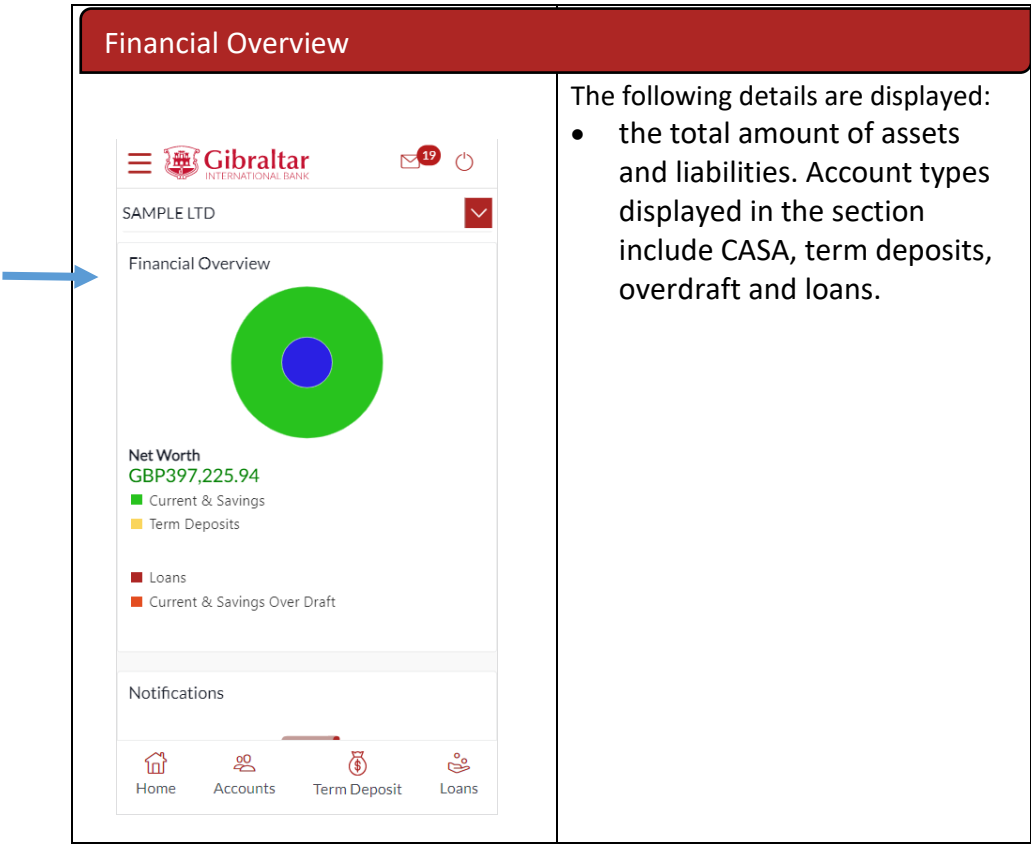 Financial Overview
Gibraltar
INTERNATIONAL BANK
19
SAMPLE LTD
Financial Overview
Net Worth
GBP397,225.94
Current & Savings
Term Deposits
Loans
Current & Savings Over Draft
Notifications
Home Accounts Term Deposit Loans
The following details are displayed:
• the total amount of assets
and liabilities. Account types
displayed in the section
include CASA, term deposits,
overdraft and loans.